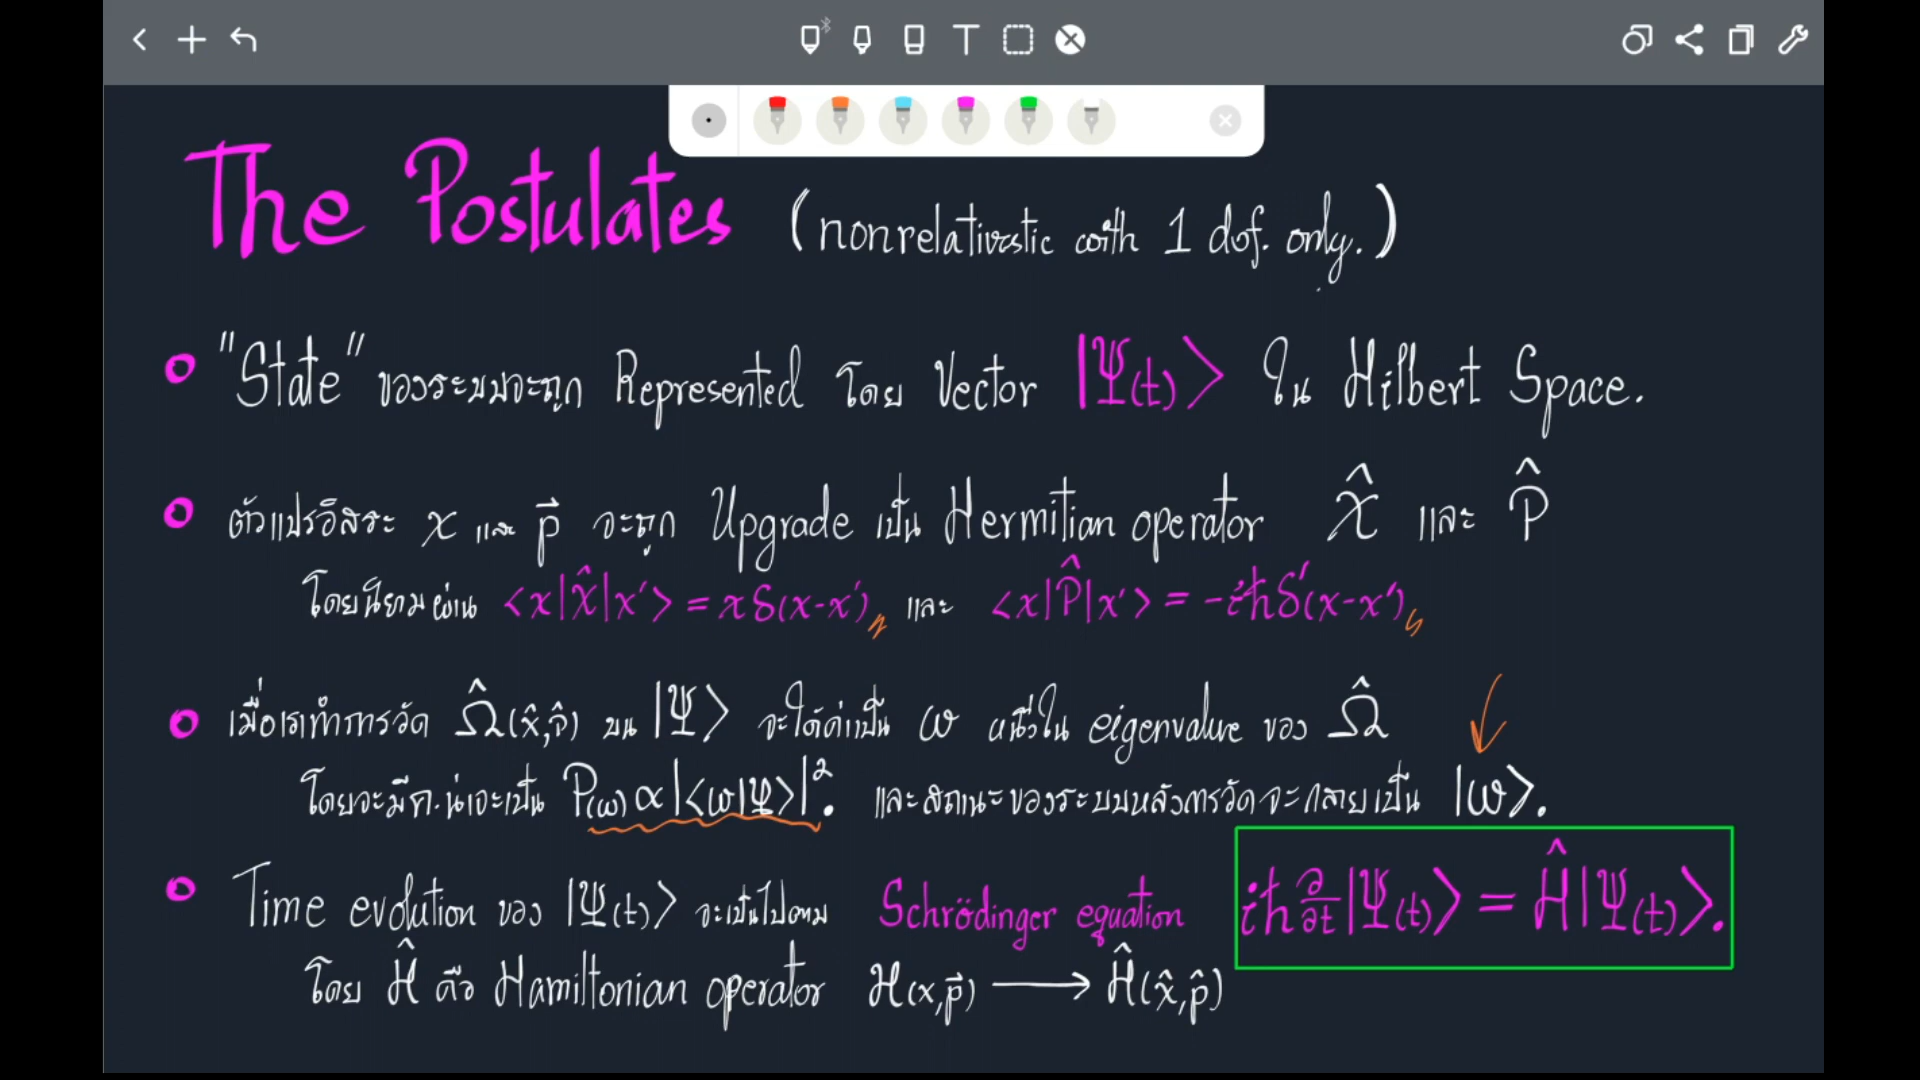 The Postulates (nonrelativistic with 1 dof. only.)
"State" ของระบบจะถูก Represented โดย Vector |Ψ(t)> ใน Hilbert Space.
ตัวแปรอิสระ x และ p⃗ จะถูก Upgrade เป็น Hermitian operator X̂ และ P̂
โดยนิยามผ่าน <x|X̂|x'> = xδ(x-x') และ <x|P̂|x'> = -iħδ'(x-x')
เมื่อเราทำการวัด Ω̂(x̂,p̂) บน |Ψ> จะได้ค่าเป็น ω หนึ่งใน eigenvalue ของ Ω̂
โดยจะมีค.น่าจะเป็น P(ω) ∝ |<ω|Ψ>|². และสถานะของระบบหลังการวัดจะกลายเป็น |ω>.
Time evolution ของ |Ψ(t)> จะเป็นไปตาม Schrödinger equation iħ ∂/∂t |Ψ(t)> = Ĥ|Ψ(t)>.
โดย Ĥ คือ Hamiltonian operator H(x,p⃗) → Ĥ(x̂,p̂)